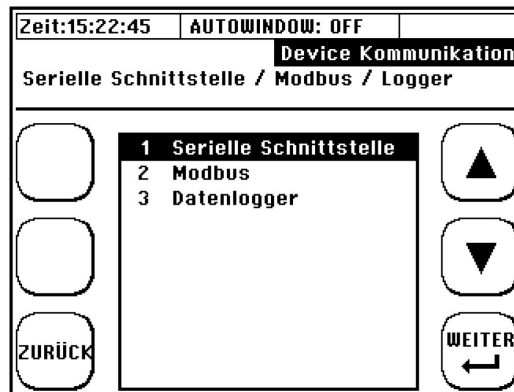 Zeit:15:22:45 AUTOWINDOW: OFF
Device Kommunikation
Serielle Schnittstelle / Modbus / Logger
1 Serielle Schnittstelle
2 Modbus
3 Datenlogger
ZURÜCK
WEITER